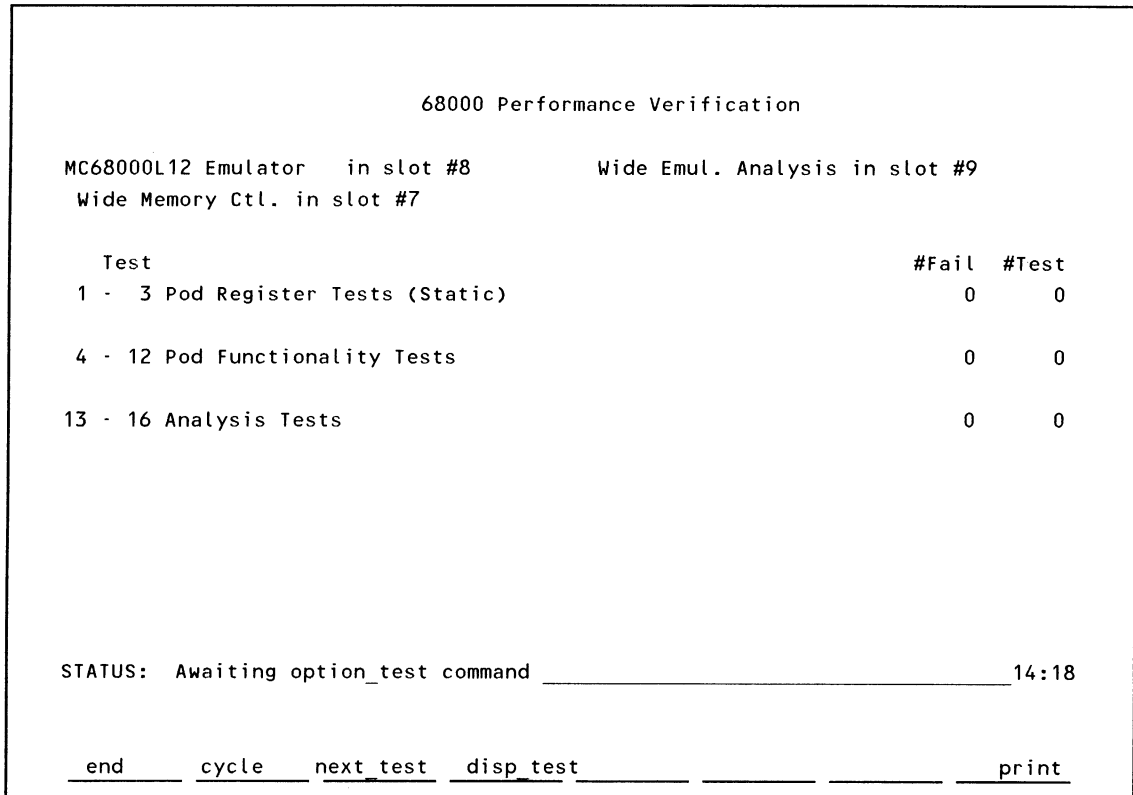 68000 Performance Verification
MC68000L12 Emulator in slot #8 Wide Emul. Analysis in slot #9
Wide Memory Ctl. in slot #7
Test #Fail #Test
1 - 3 Pod Register Tests (Static) 0 0
4 - 12 Pod Functionality Tests 0 0
13 - 16 Analysis Tests 0 0
STATUS: Awaiting option_test command 14:18
end cycle next_test disp_test print